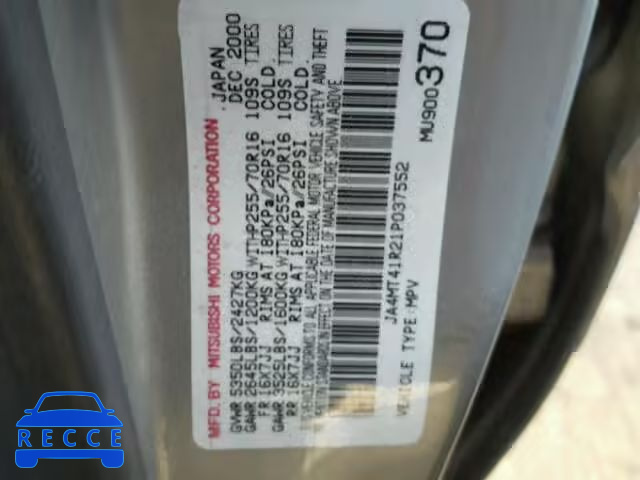 MFD. BY MITSUBISHI MOTORS CORPORATION JAPAN
GVWR 5350LBS/2427KG DEC 2000
GAWR 2645LBS/1200KG WITH P255/70R16 109S TIRES
FR 16X7JJ RIMS AT 180KPa/26PSI COLD.
GAWR 3525LBS/1600KG WITH P255/70R16 109S TIRES
RR 16X7JJ RIMS AT 180KPa/26PSI COLD.
THIS VEHICLE CONFORMS TO ALL APPLICABLE FEDERAL MOTOR VEHICLE SAFETY AND THEFT
PREVENTION STANDARDS IN EFFECT ON THE DATE OF MANUFACTURE SHOWN ABOVE.
JA4MT41R21P037552
VEHICLE TYPE: MPV
MU900370
RECCE